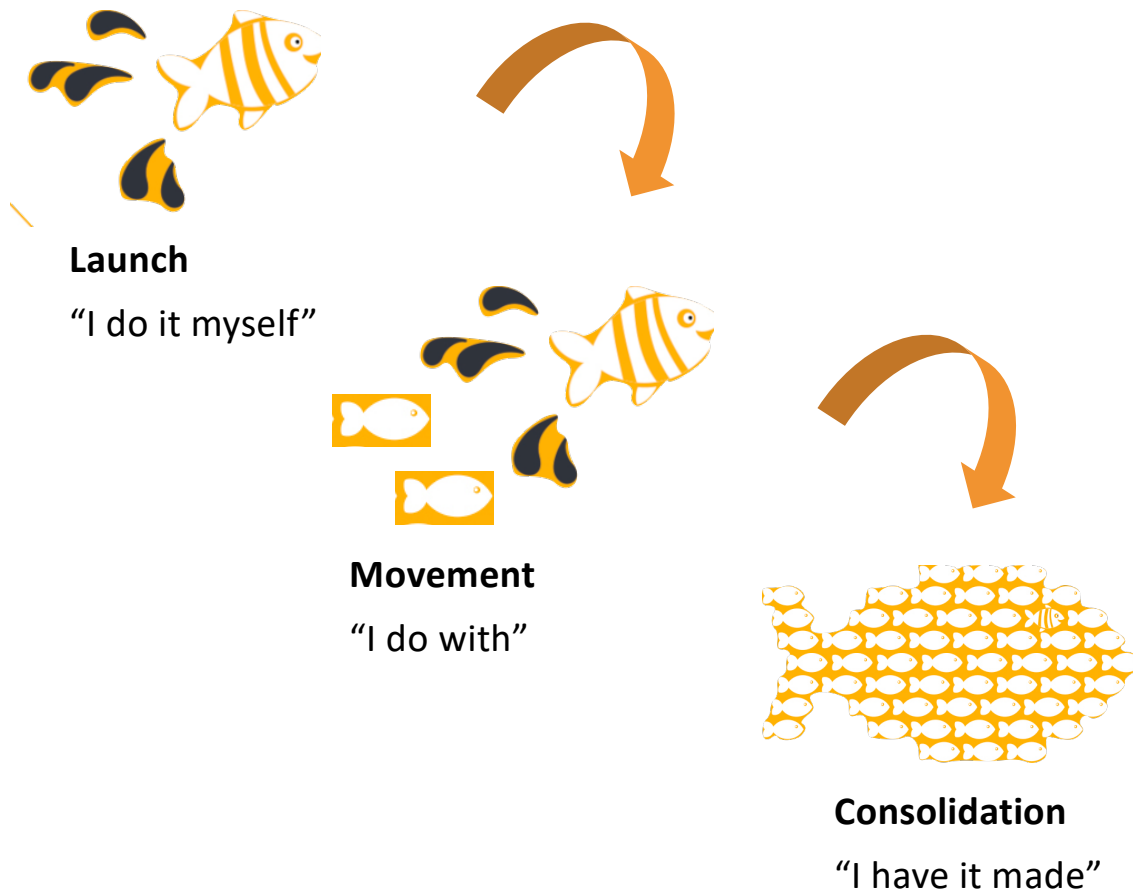 Launch
“I do it myself”
Movement
“I do with”
Consolidation
“I have it made”